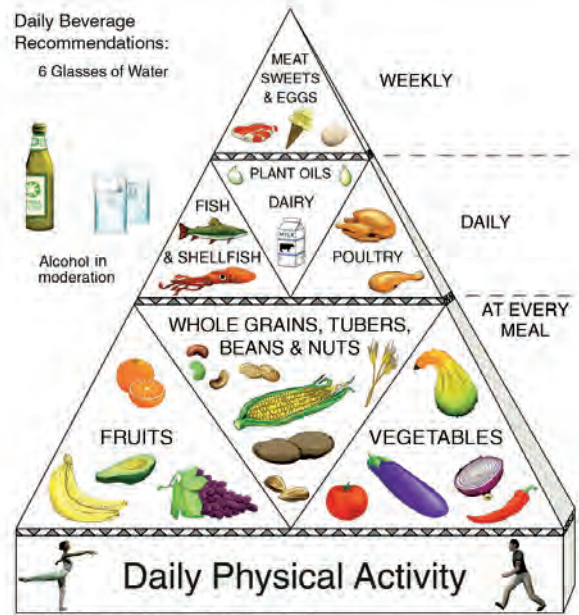 Daily Beverage
Recommendations:
6 Glasses of Water
Alcohol in
moderation
MEAT
SWEETS
& EGGS
WEEKLY
PLANT OILS
FISH
DAIRY
MILK
& SHELLFISH
POULTRY
DAILY
AT EVERY
MEAL
WHOLE GRAINS, TUBERS,
BEANS & NUTS
FRUITS
VEGETABLES
Daily Physical Activity